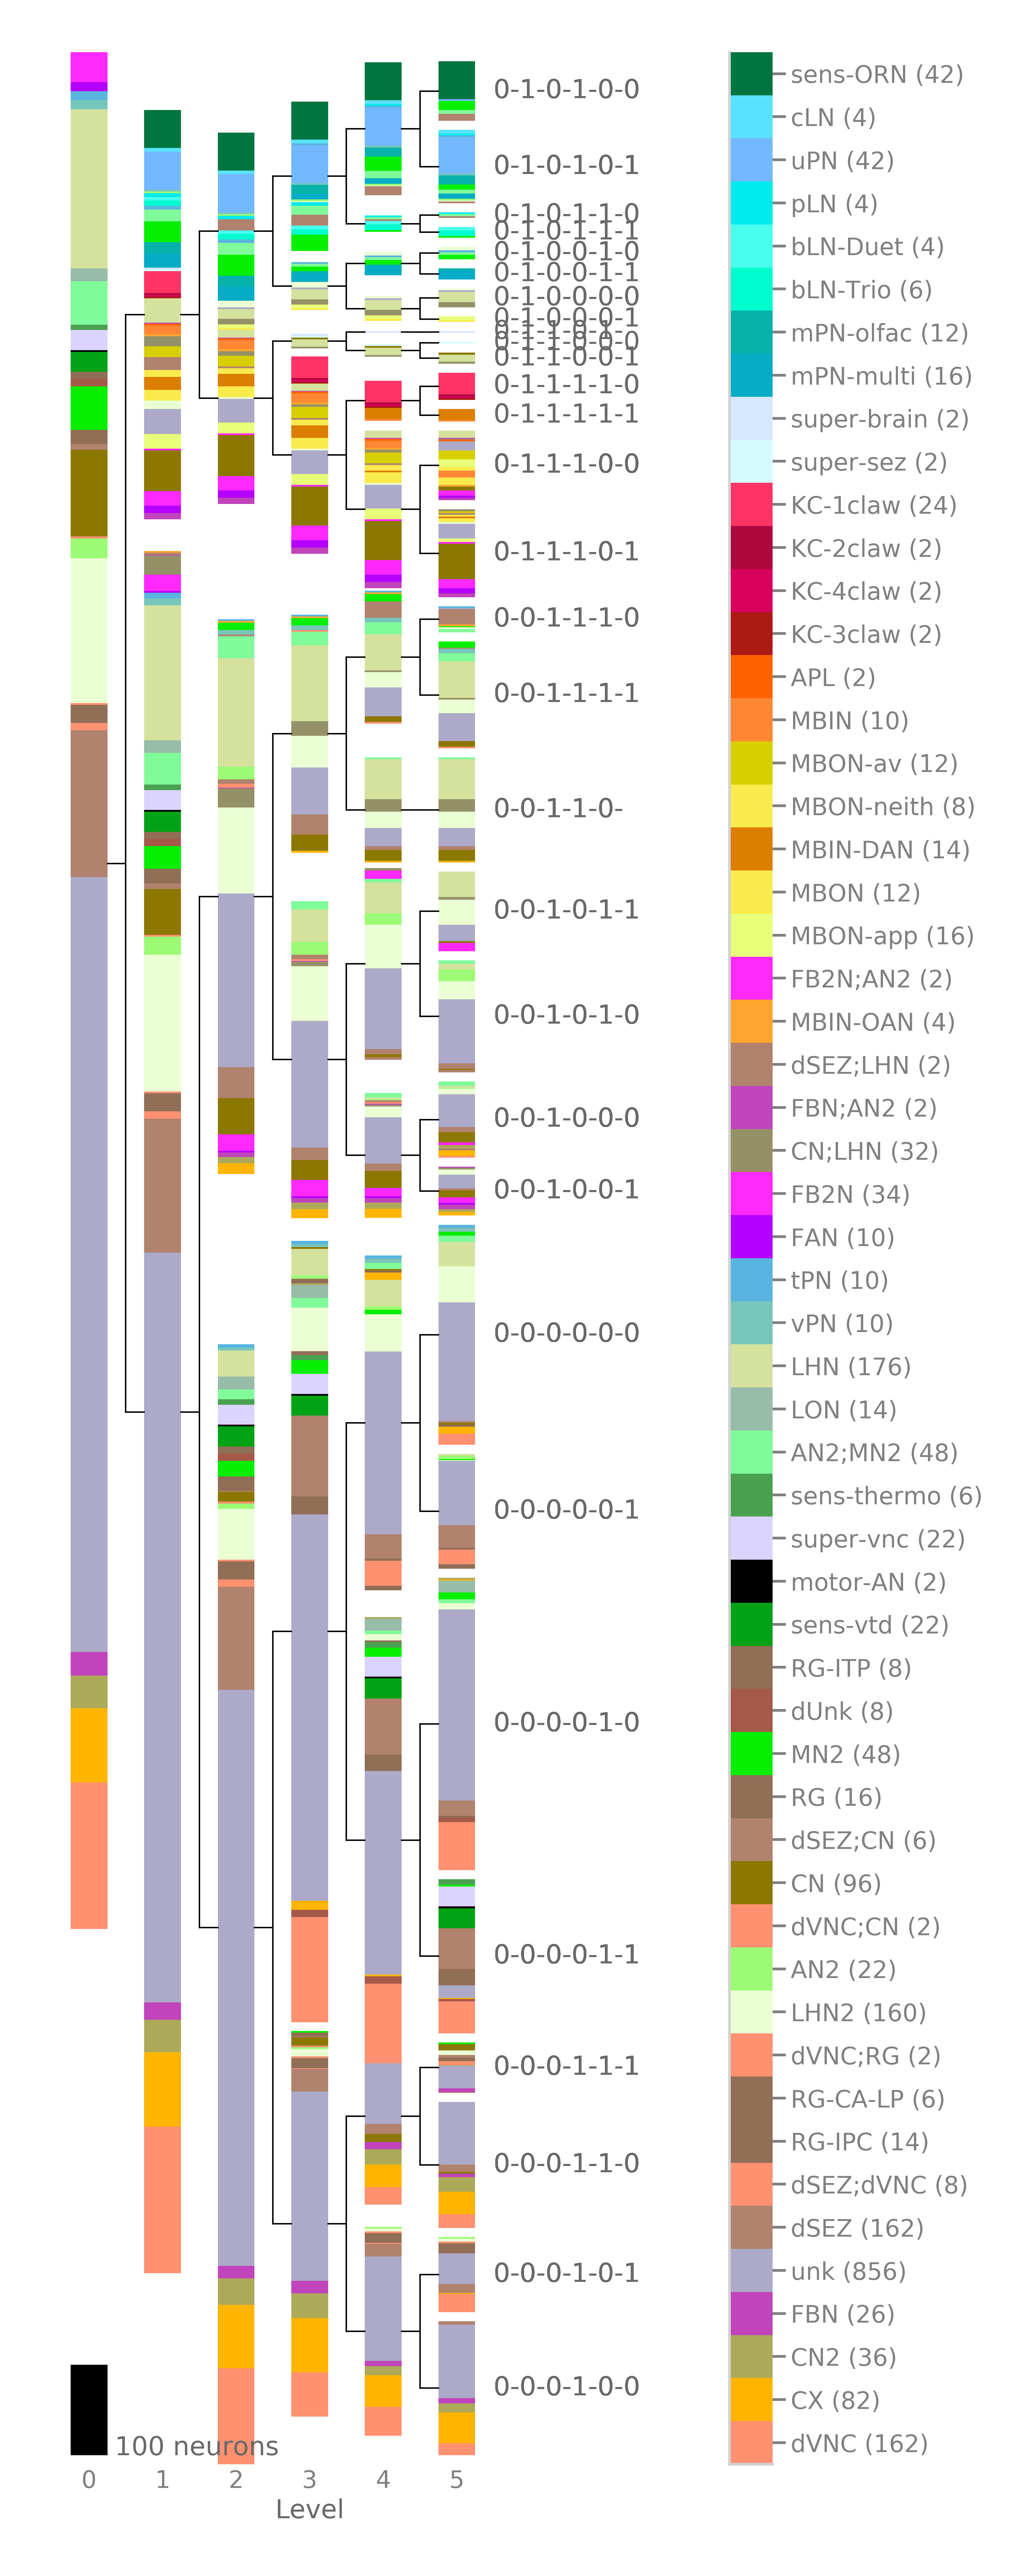 0-1-0-1-0-0
0-1-0-1-0-1
0-1-0-1-1-0
0-1-0-1-1-1
0-1-0-0-1-0
0-1-0-0-1-1
0-1-0-0-0-0
0-1-0-0-0-1
0-1-1-0-0-1
0-1-1-1-1-0
0-1-1-1-1-1
0-1-1-1-0-0
0-1-1-1-0-1
0-0-1-1-1-0
0-0-1-1-1-1
0-0-1-1-0-
0-0-1-0-1-1
0-0-1-0-1-0
0-0-1-0-0-0
0-0-1-0-0-1
0-0-0-0-0-0
0-0-0-0-0-1
0-0-0-0-1-0
0-0-0-0-1-1
0-0-0-1-1-1
0-0-0-1-1-0
0-0-0-1-0-1
0-0-0-1-0-0
100 neurons
0 1 2 3 4 5
Level
sens-ORN (42)
cLN (4)
uPN (42)
pLN (4)
bLN-Duet (4)
bLN-Trio (6)
mPN-olfac (12)
mPN-multi (16)
super-brain (2)
super-sez (2)
KC-1claw (24)
KC-2claw (2)
KC-4claw (2)
KC-3claw (2)
APL (2)
MBIN (10)
MBON-av (12)
MBON-neith (8)
MBIN-DAN (14)
MBON (12)
MBON-app (16)
FB2N;AN2 (2)
MBIN-OAN (4)
dSEZ;LHN (2)
FBN;AN2 (2)
CN;LHN (32)
FB2N (34)
FAN (10)
tPN (10)
vPN (10)
LHN (176)
LON (14)
AN2;MN2 (48)
sens-thermo (6)
super-vnc (22)
motor-AN (2)
sens-vtd (22)
RG-ITP (8)
dUnk (8)
MN2 (48)
RG (16)
dSEZ;CN (6)
CN (96)
dVNC;CN (2)
AN2 (22)
LHN2 (160)
dVNC;RG (2)
RG-CA-LP (6)
RG-IPC (14)
dSEZ;dVNC (8)
dSEZ (162)
unk (856)
FBN (26)
CN2 (36)
CX (82)
dVNC (162)